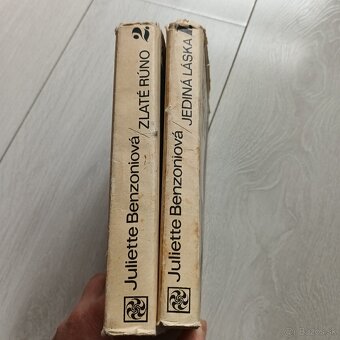 Juliette Benzoniová / ZLATÉ RÚNO 2.
Juliette Benzoniová / JEDINÁ LÁSKA